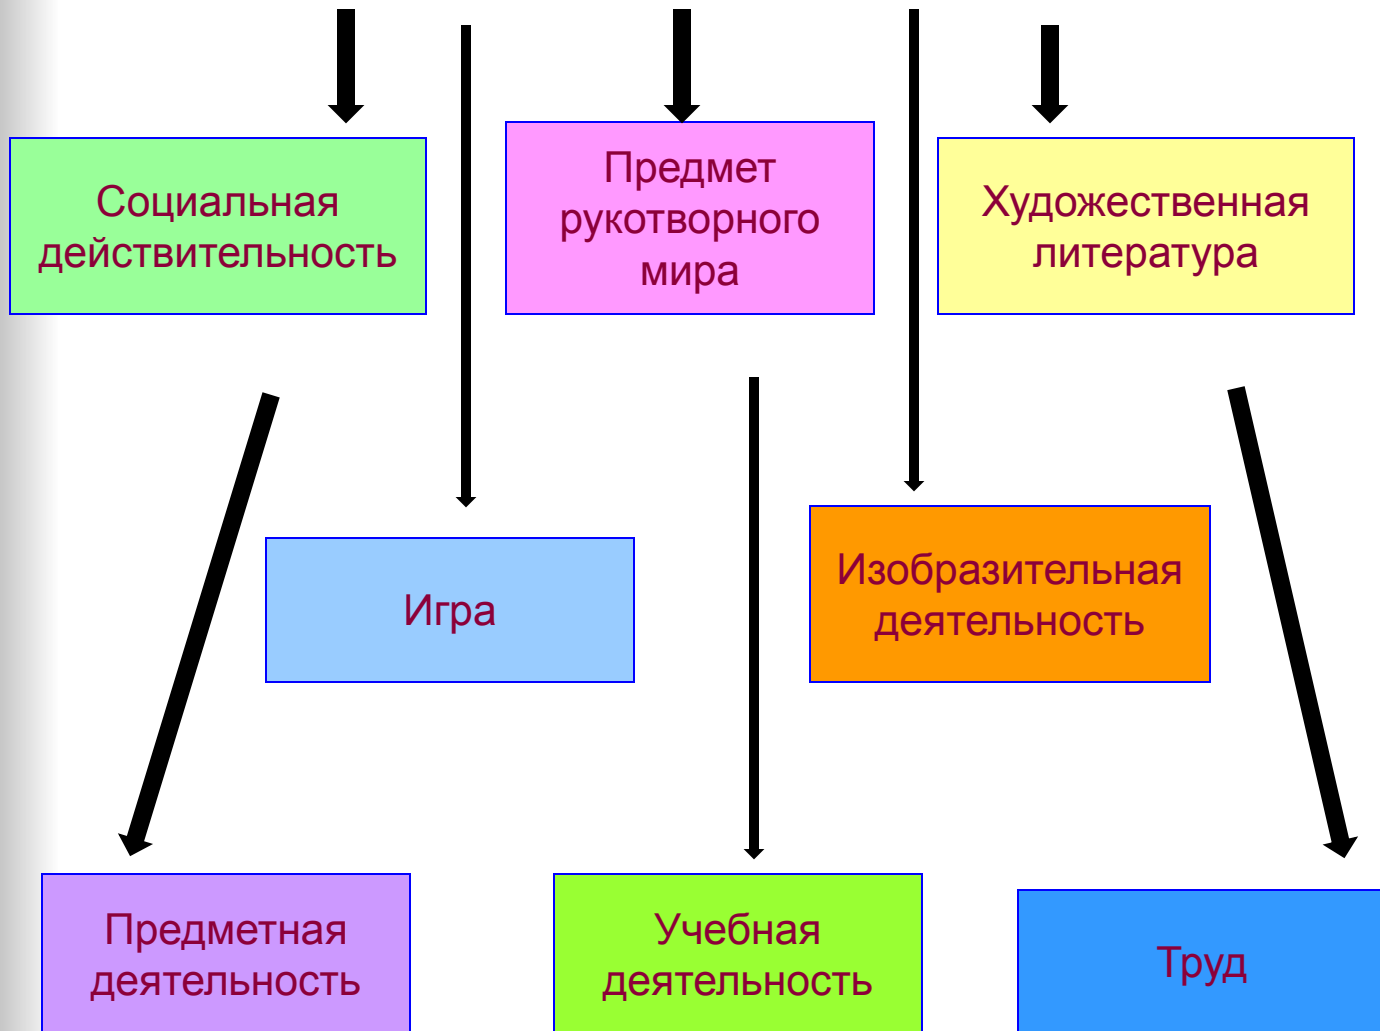 Социальная
действительность
Предмет
рукотворного
мира
Художественная
литература
Игра
Изобразительная
деятельность
Предметная
деятельность
Учебная
деятельность
Труд